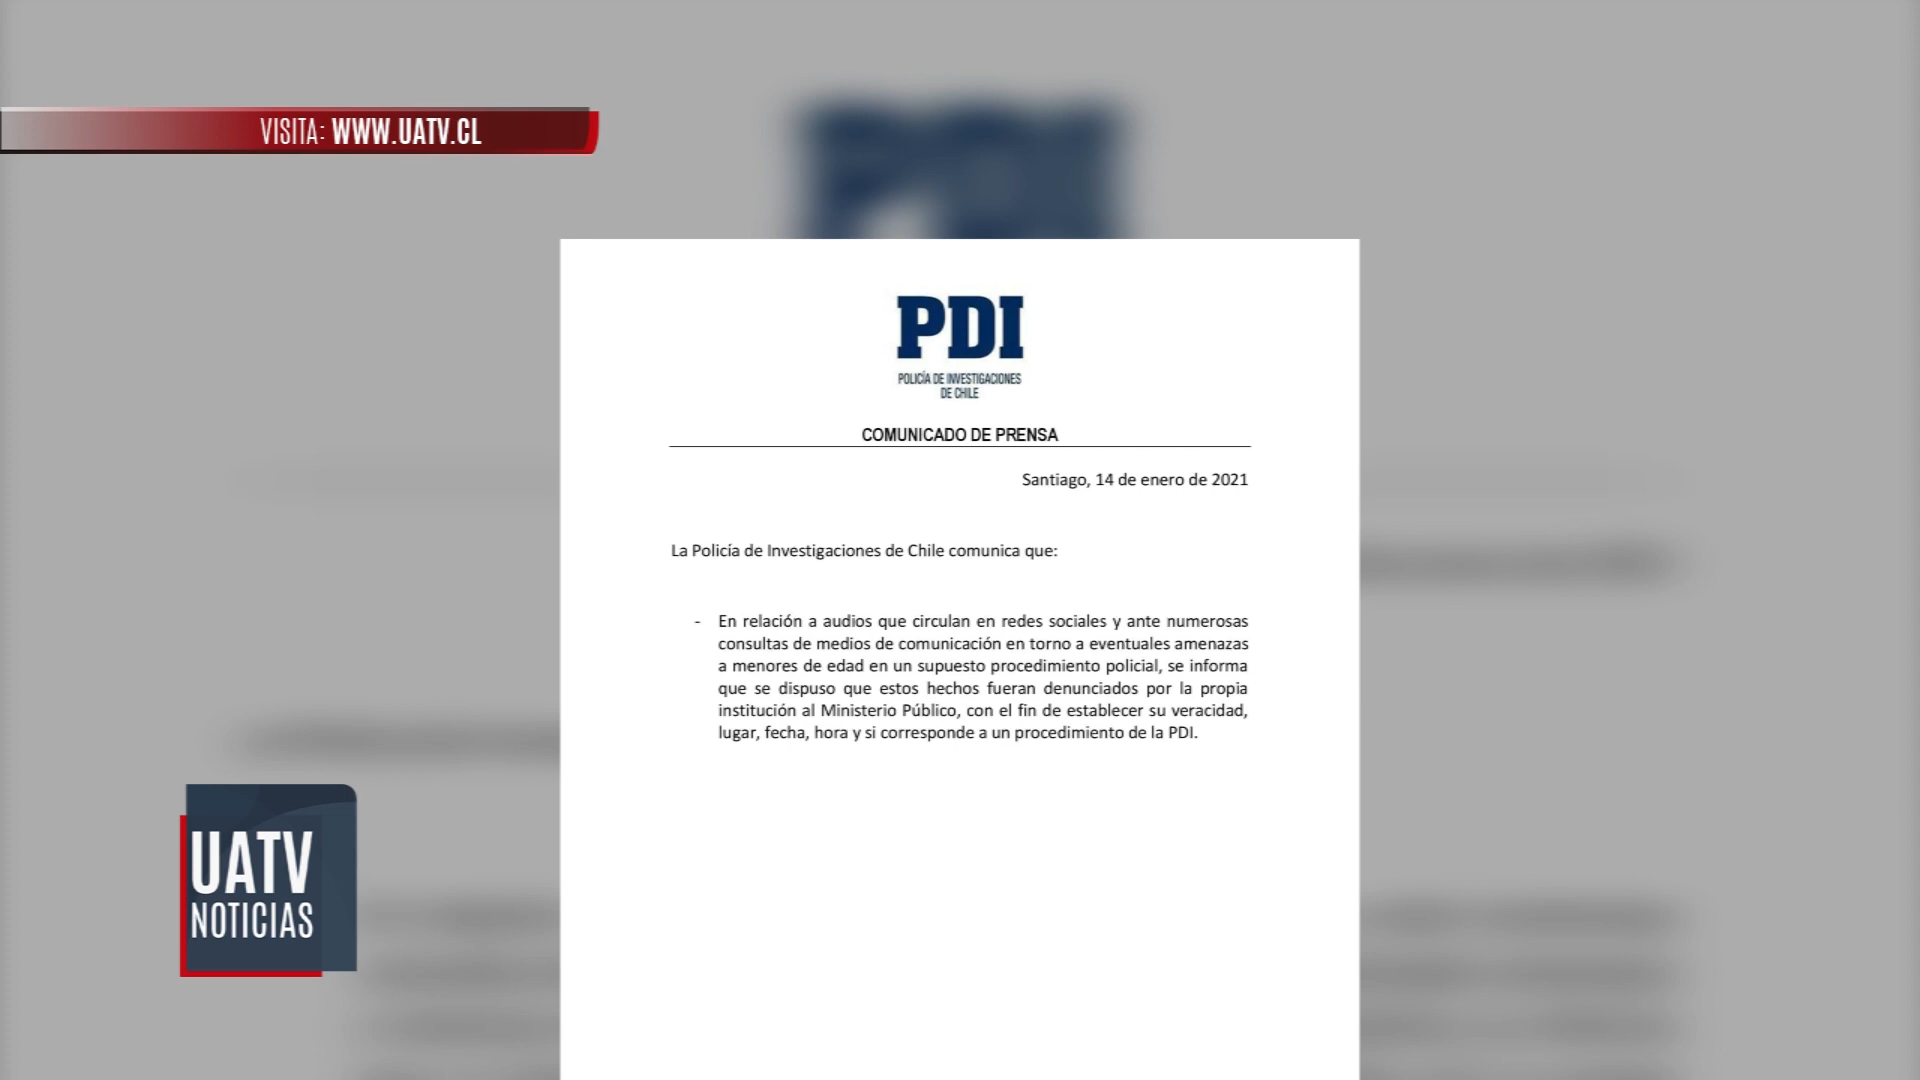 VISITA: WWW.UATV.CL
PDI
POLICÍA DE INVESTIGACIONES
DE CHILE
COMUNICADO DE PRENSA
Santiago, 14 de enero de 2021
La Policía de Investigaciones de Chile comunica que:
- En relación a audios que circulan en redes sociales y ante numerosas
consultas de medios de comunicación en torno a eventuales amenazas
a menores de edad en un supuesto procedimiento policial, se informa
que se dispuso que estos hechos fueran denunciados por la propia
institución al Ministerio Público, con el fin de establecer su veracidad,
lugar, fecha, hora y si corresponde a un procedimiento de la PDI.
UATV
NOTICIAS